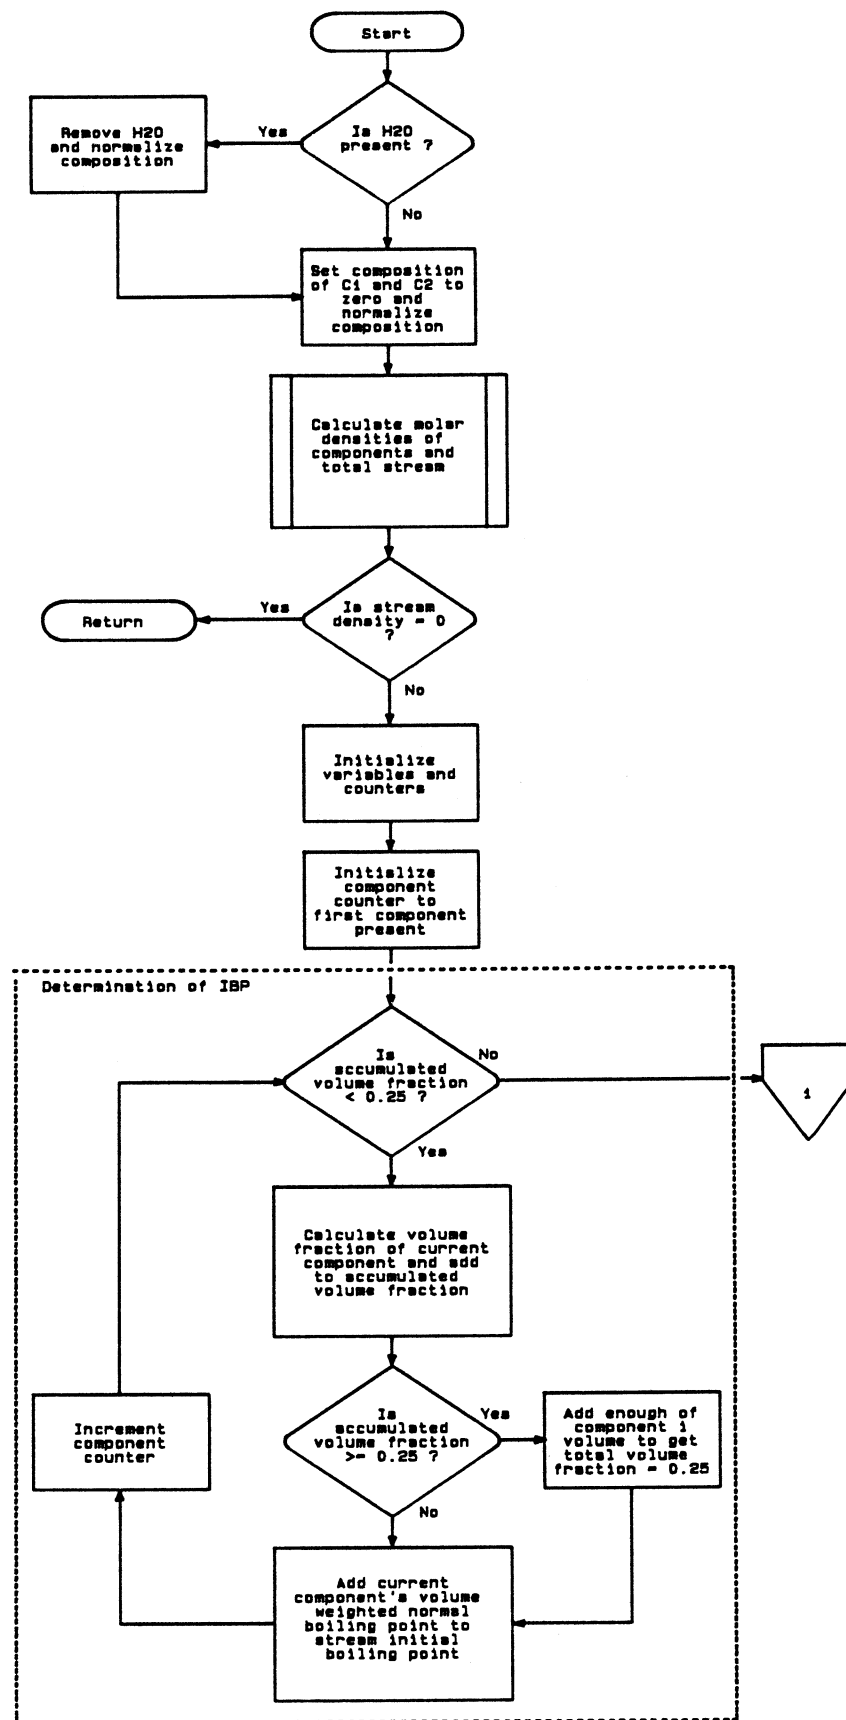 Start
Is H2O
present ?
Yes
Remove H2O
and normalize
composition
No
Set composition
of C1 and C2 to
zero and
normalize
composition
Calculate molar
densities of
components and
total stream
Is stream
density = 0
?
Yes
Return
No
Initialize
variables and
counters
Initialize
component
counter to
first component
present
Determination of IBP
Is
accumulated
volume fraction
< 0.25 ?
No
1
Yes
Calculate volume
fraction of current
component and add
to accumulated
volume fraction
Is
accumulated
volume fraction
>= 0.25 ?
Yes
Add enough of
component i
volume to get
total volume
fraction = 0.25
Increment
component
counter
No
Add current
component's volume
weighted normal
boiling point to
stream initial
boiling point